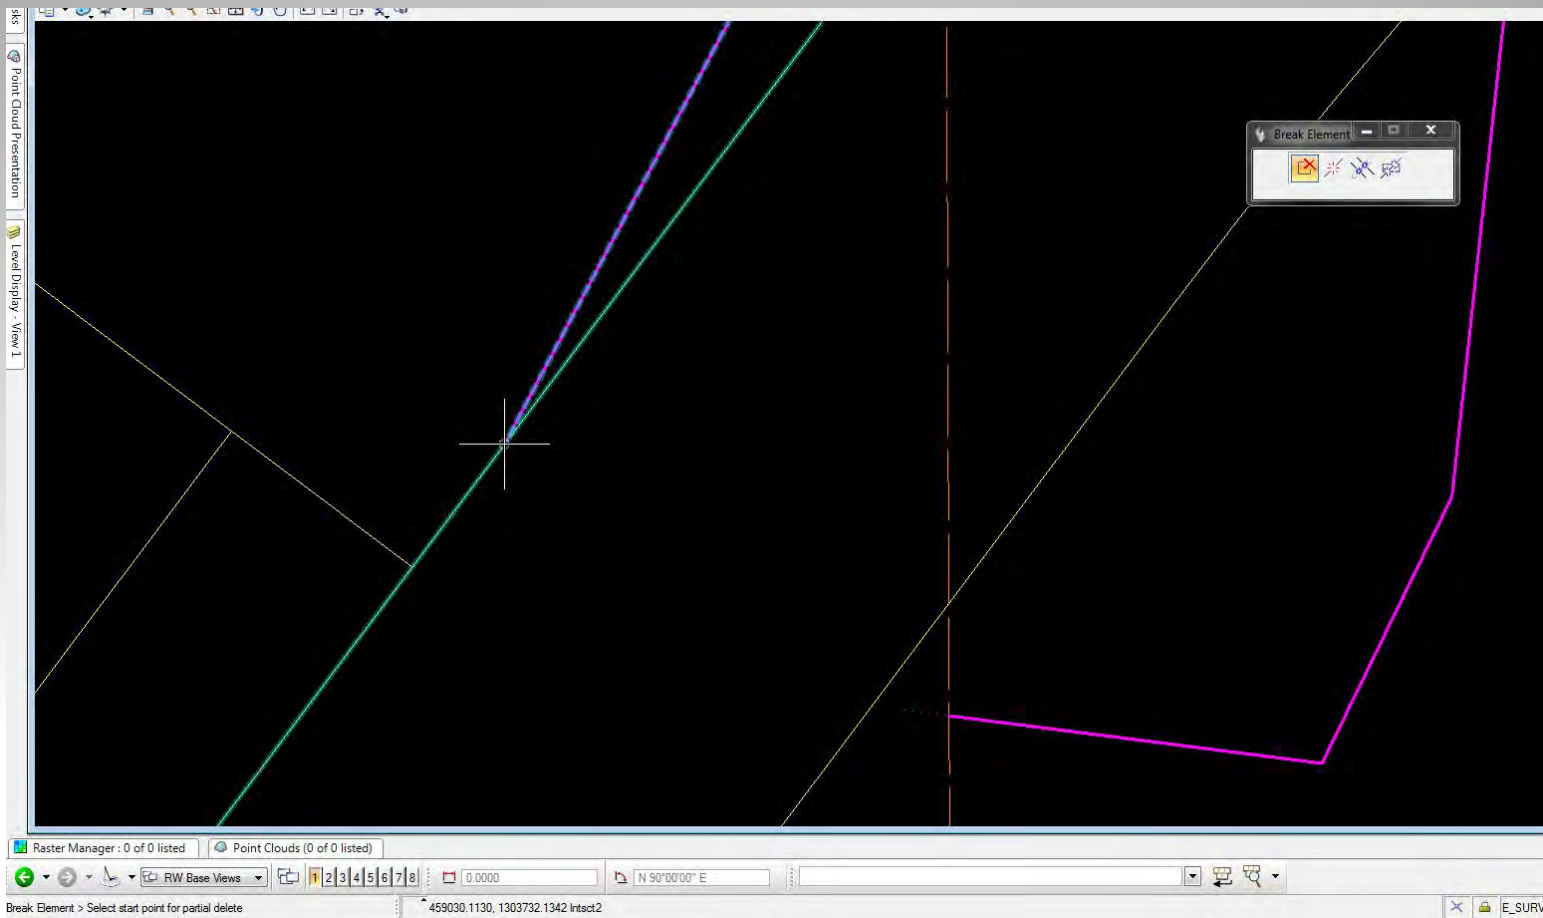 sks
Point Cloud Presentation
Level Display - View 1
Break Element
Raster Manager : 0 of 0 listed
Point Clouds (0 of 0 listed)
RW Base Views
1 2 3 4 5 6 7 8
0.0000
N 90°00'00" E
Break Element > Select start point for partial delete
459030.1130, 1303732.1342 Intsct2
E_SURV